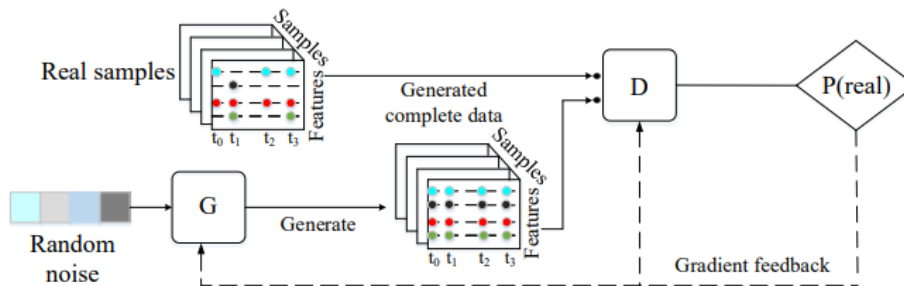 Real samples
Samples
Features
t0 t1 t2 t3
Generated
complete data
D
P(real)
G
Generate
Samples
Features
t0 t1 t2 t3
Random
noise
Gradient feedback